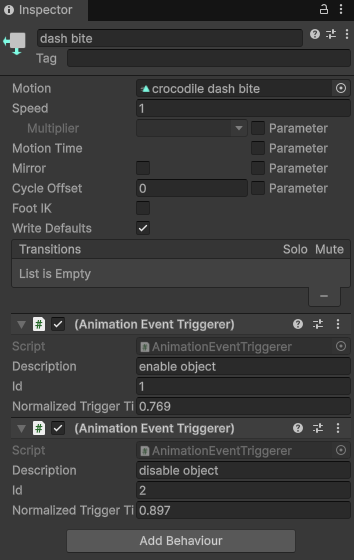 Inspector
dash bite
Tag
Motion crocodile dash bite
Speed 1
Multiplier Parameter
Motion Time Parameter
Mirror Parameter
Cycle Offset 0 Parameter
Foot IK
Write Defaults
Transitions Solo Mute
List is Empty
# (Animation Event Triggerer)
Script # AnimationEventTriggerer
Description enable object
Id 1
Normalized Trigger Ti 0.769
# (Animation Event Triggerer)
Script # AnimationEventTriggerer
Description disable object
Id 2
Normalized Trigger Ti 0.897
Add Behaviour